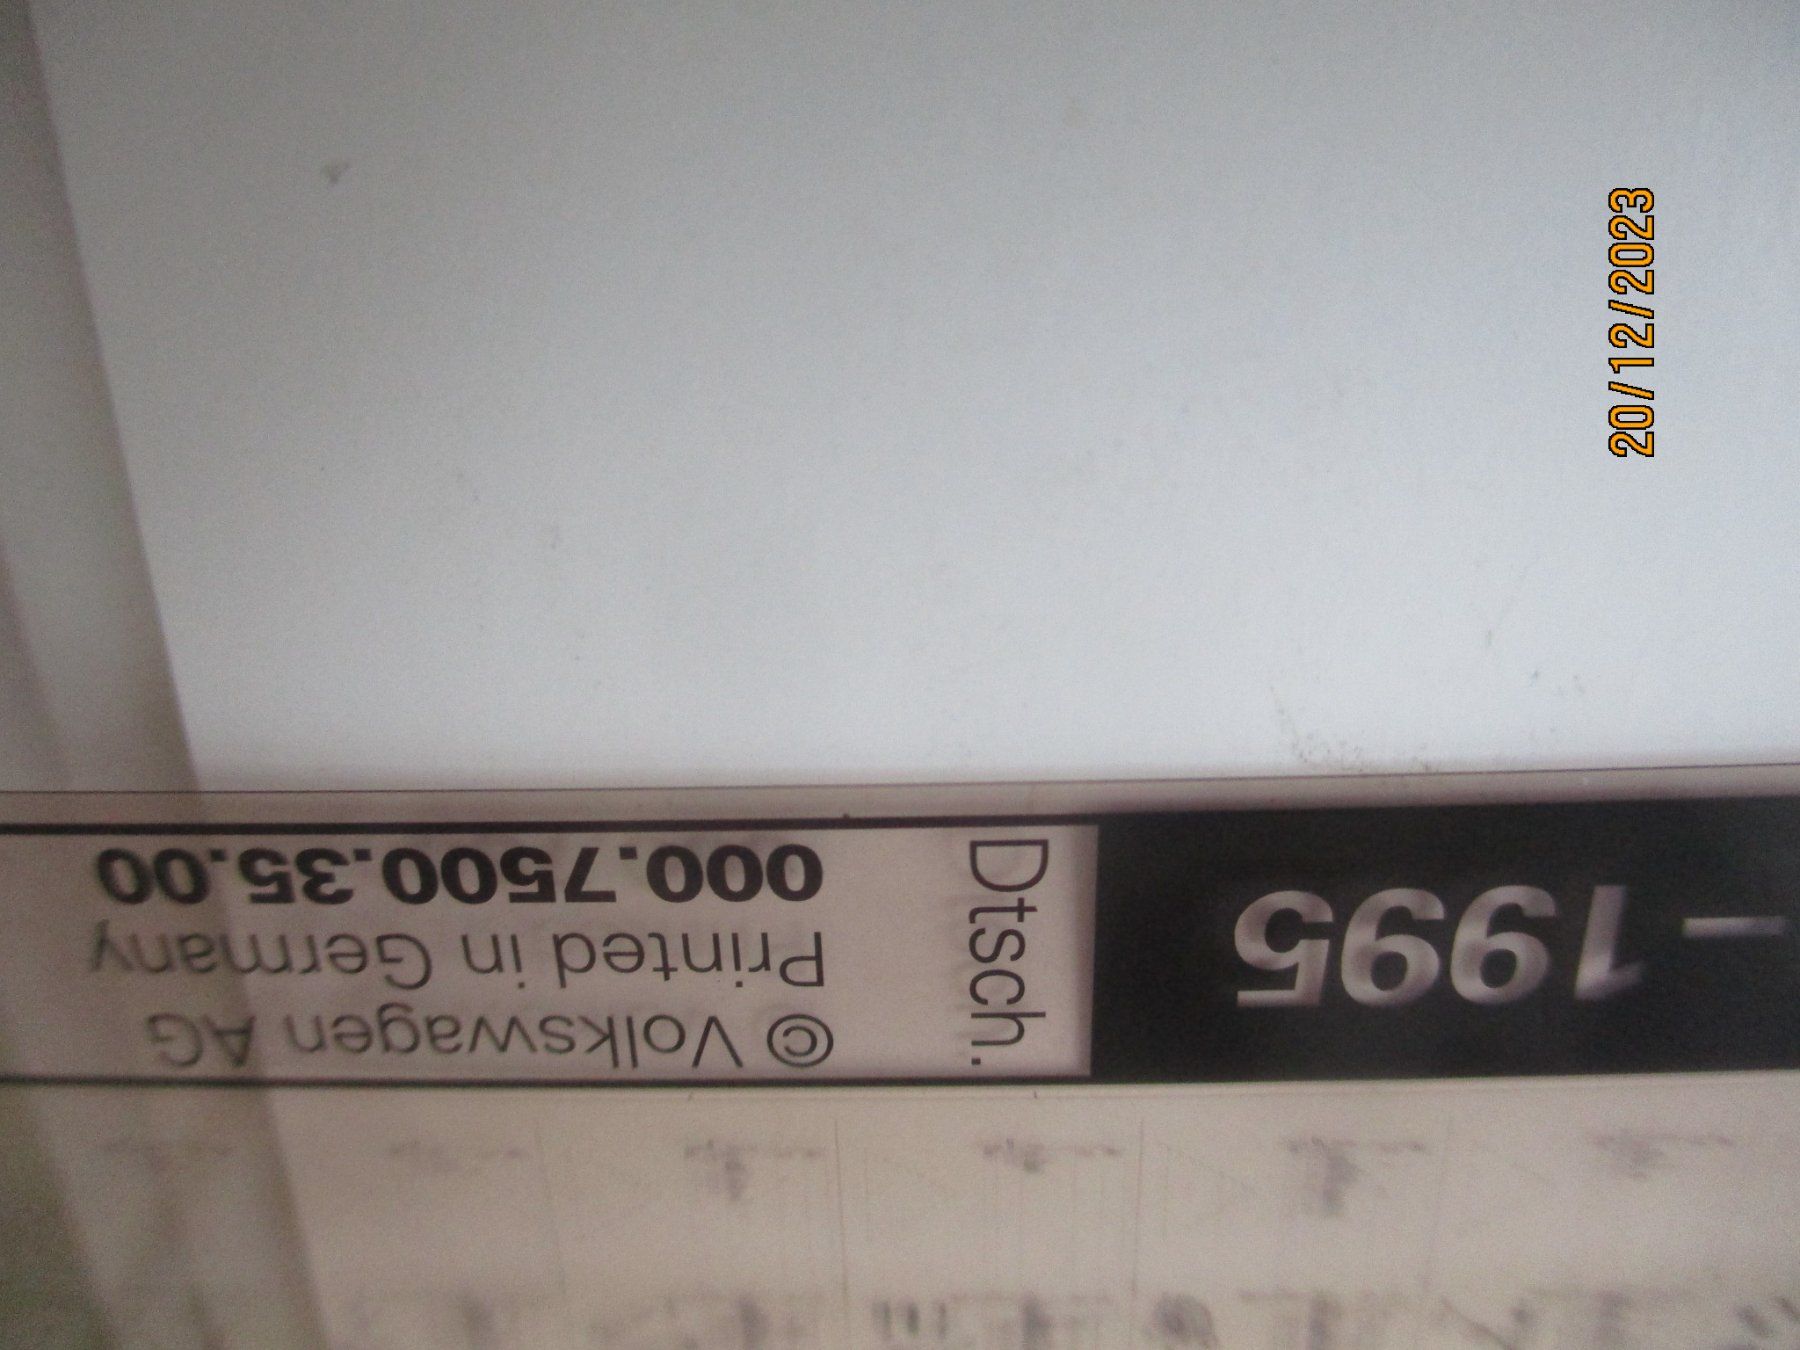 – 1995
Dtsch.
© Volkswagen AG
Printed in Germany
000.7500.35.00
20/12/2023